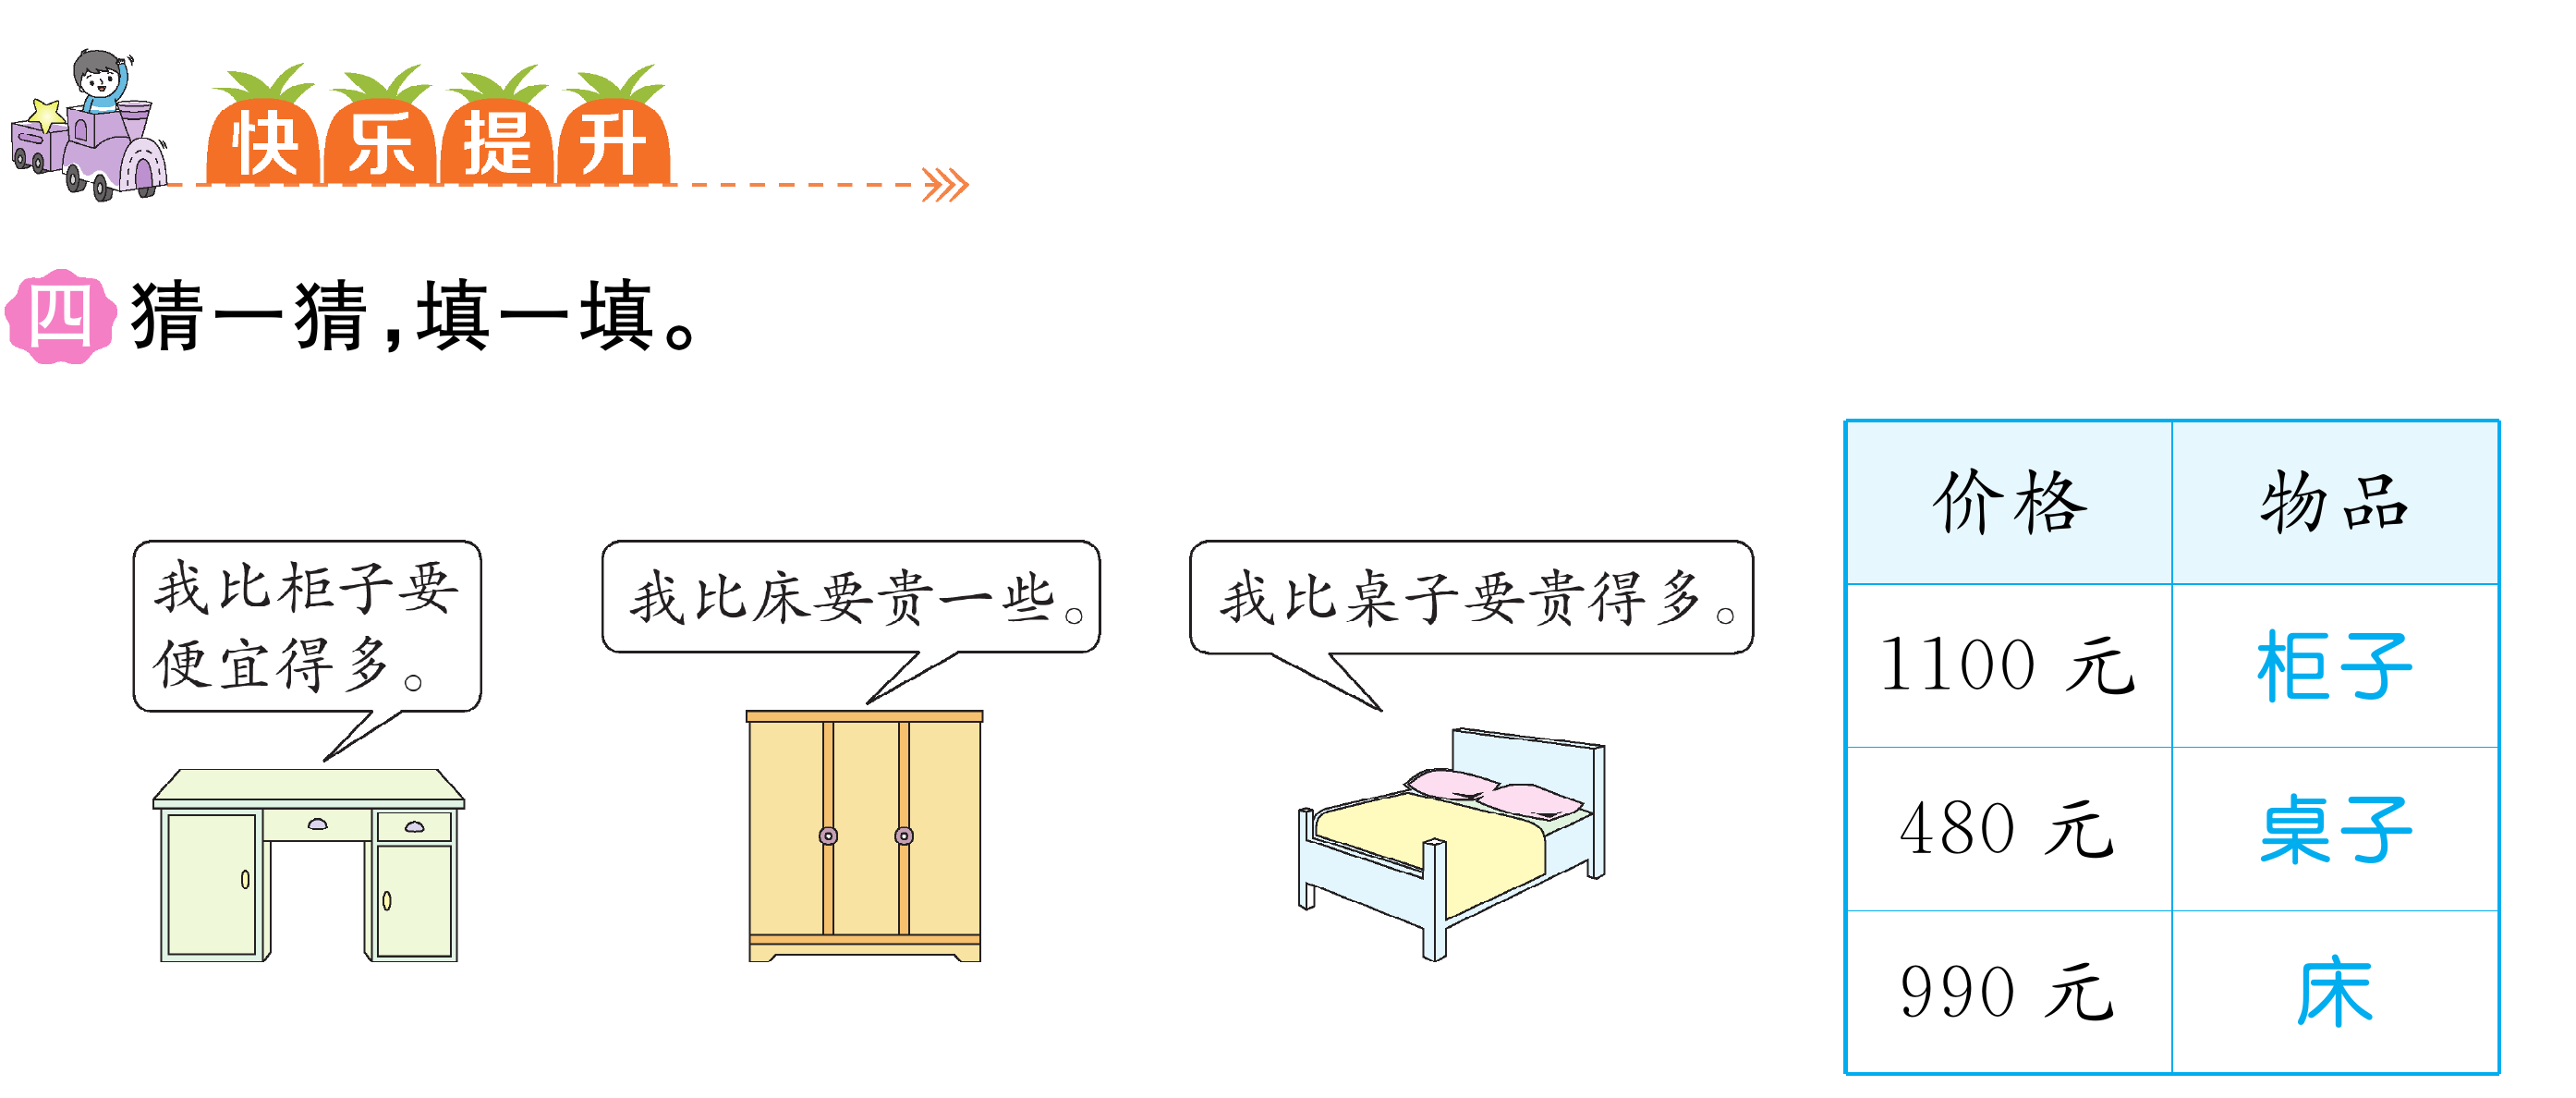 快乐提升
四 猜一猜,填一填。
我比柜子要
便宜得多。
我比床要贵一些。
我比桌子要贵得多。
价格 物品
1100 元 柜子
480 元 桌子
990 元 床